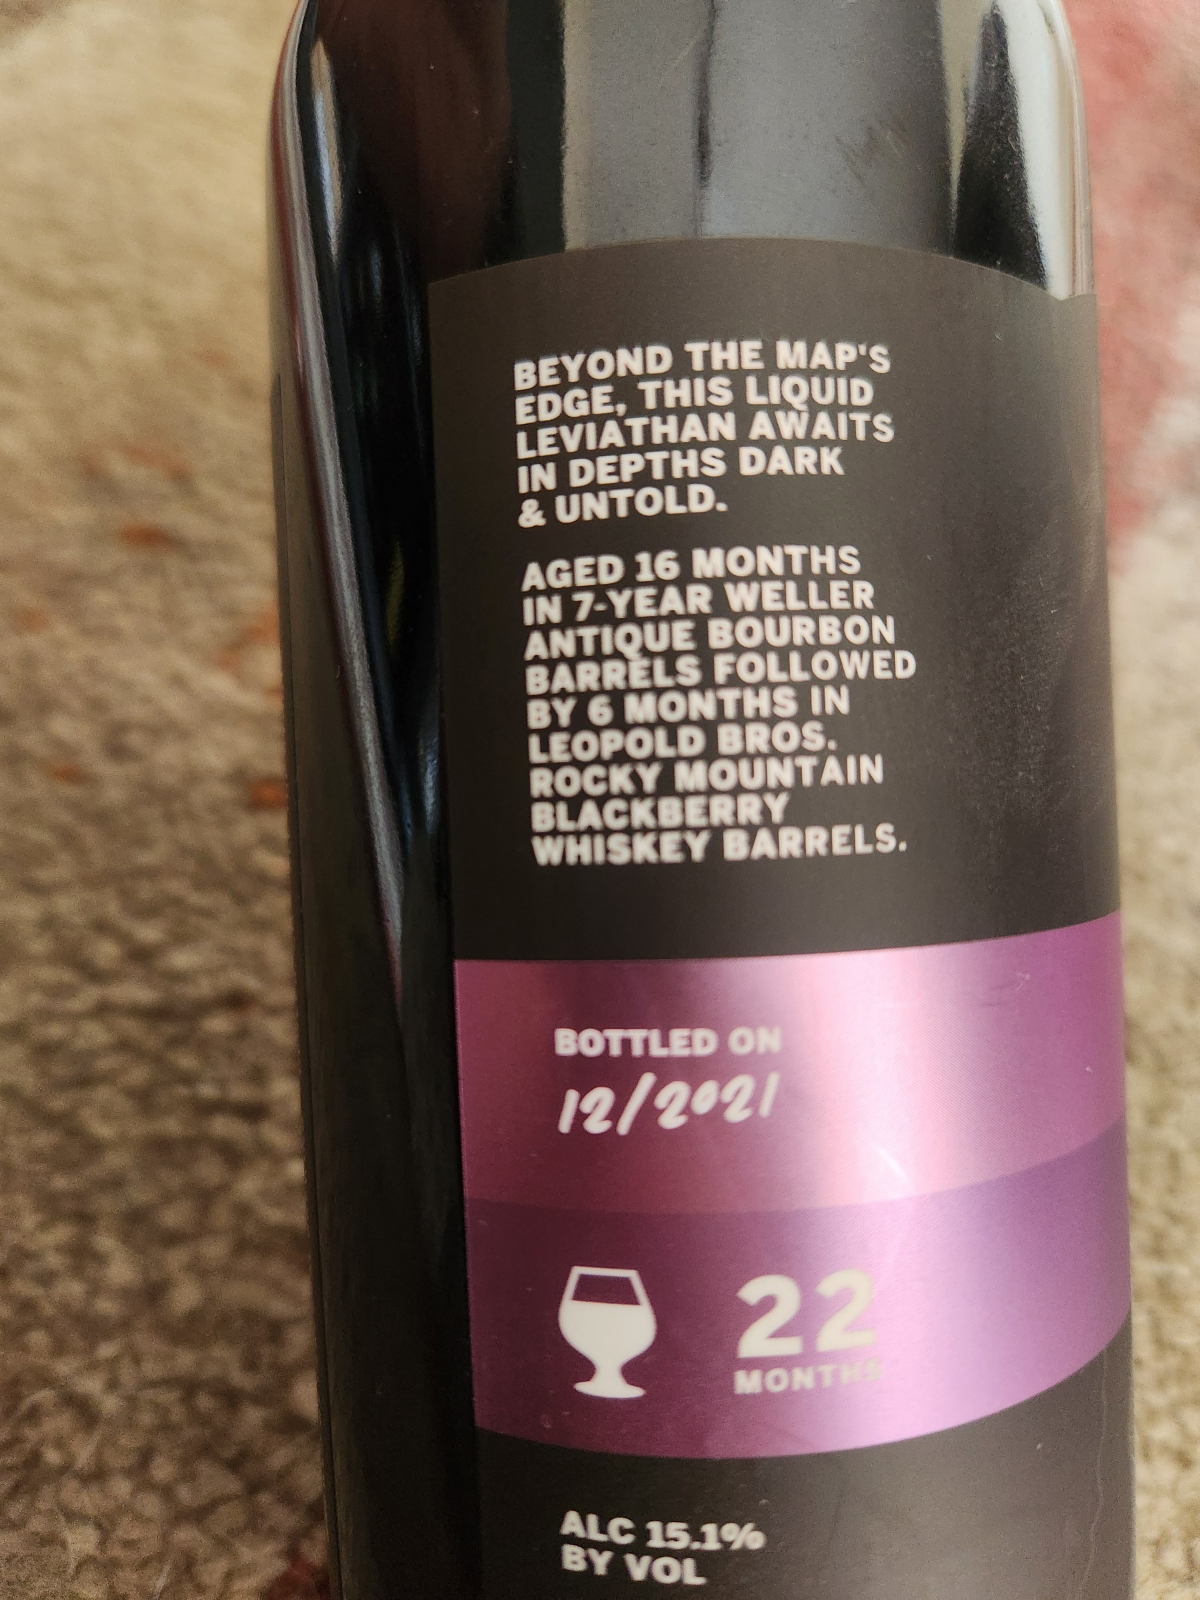 BEYOND THE MAP'S
EDGE, THIS LIQUID
LEVIATHAN AWAITS
IN DEPTHS DARK
& UNTOLD.
AGED 16 MONTHS
IN 7-YEAR WELLER
ANTIQUE BOURBON
BARRELS FOLLOWED
BY 6 MONTHS IN
LEOPOLD BROS.
ROCKY MOUNTAIN
BLACKBERRY
WHISKEY BARRELS.
BOTTLED ON
12/2021
22
MONTHS
ALC 15.1%
BY VOL